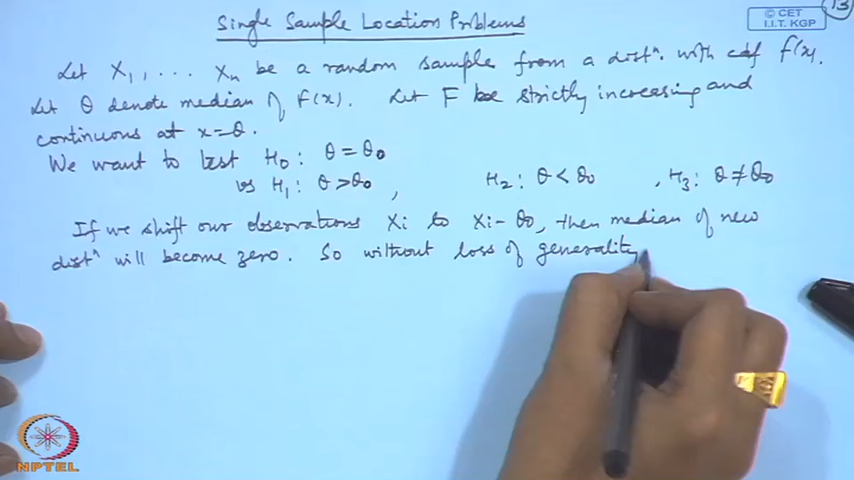 13
© CET
I.I.T. KGP
Single Sample Location Problems
Let X1, ... Xn be a random sample from a distⁿ. with cdf F(x).
Let θ denote median of F(x). Let F be strictly increasing and
continuous at x=θ.
We want to test H0: θ = θ0
vs H1: θ > θ0, H2: θ < θ0, H3: θ ≠ θ0
If we shift our observations Xi to Xi-θ0, then median of new
distⁿ will become zero. So without loss of generality
NPTEL